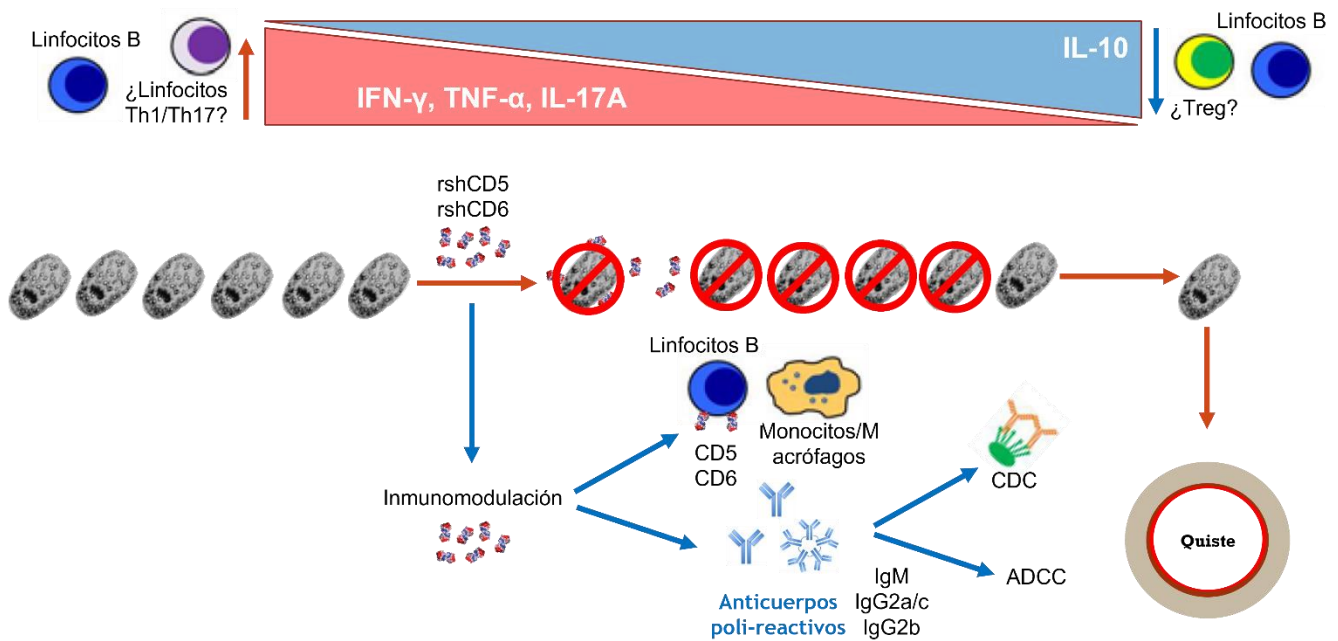 Linfocitos B
¿Linfocitos
Th1/Th17?
IFN-γ, TNF-α, IL-17A
IL-10
Linfocitos B
¿Treg?
rshCD5
rshCD6
Linfocitos B
CD5
CD6
Monocitos/M
acrófagos
Inmunomodulación
Anticuerpos
poli-reactivos
IgM
IgG2a/c
IgG2b
CDC
ADCC
Quiste